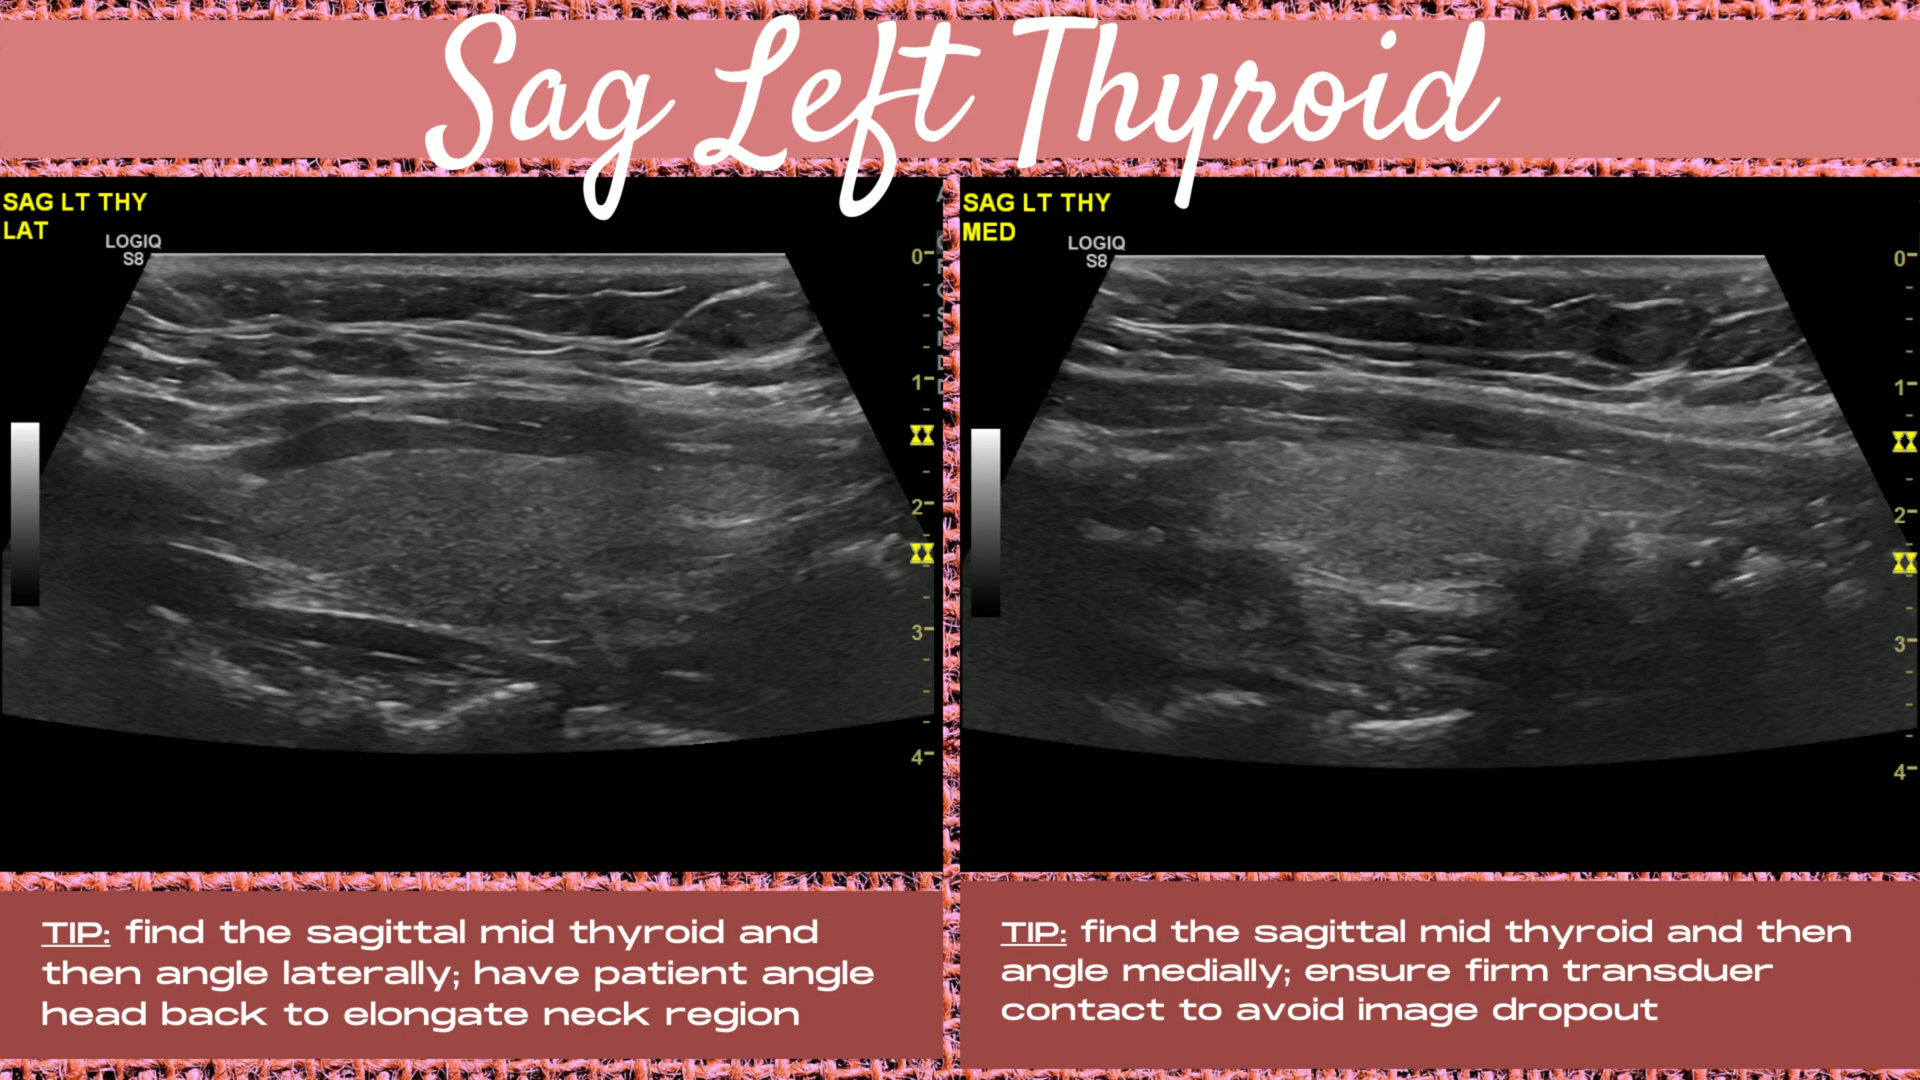 Sag Left Thyroid
SAG LT THY
LAT
LOGIQ
S8
0
1
2
3
4
SAG LT THY
MED
LOGIQ
S8
0
1
2
3
4
TIP: find the sagittal mid thyroid and
then angle laterally; have patient angle
head back to elongate neck region
TIP: find the sagittal mid thyroid and then
angle medially; ensure firm transduer
contact to avoid image dropout